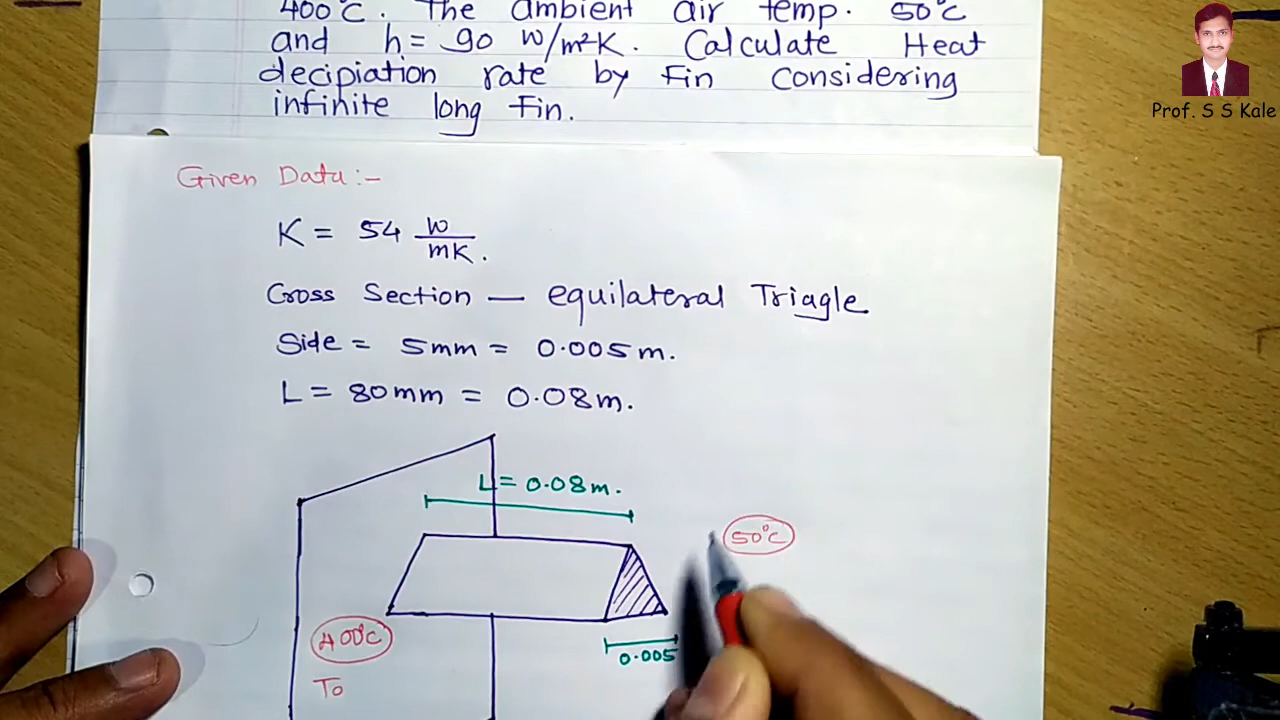 400°C. The ambient air temp. 50°C
and h = 90 W/m²K. Calculate Heat
decipiation rate by Fin Considering
infinite long Fin.
Prof. S S Kale
Given Data:-
K = 54 W/mK.
Cross Section — equilateral Triagle
Side = 5mm = 0.005m.
L = 80mm = 0.08m.
L = 0.08m.
50°C
400°C
0.005
To